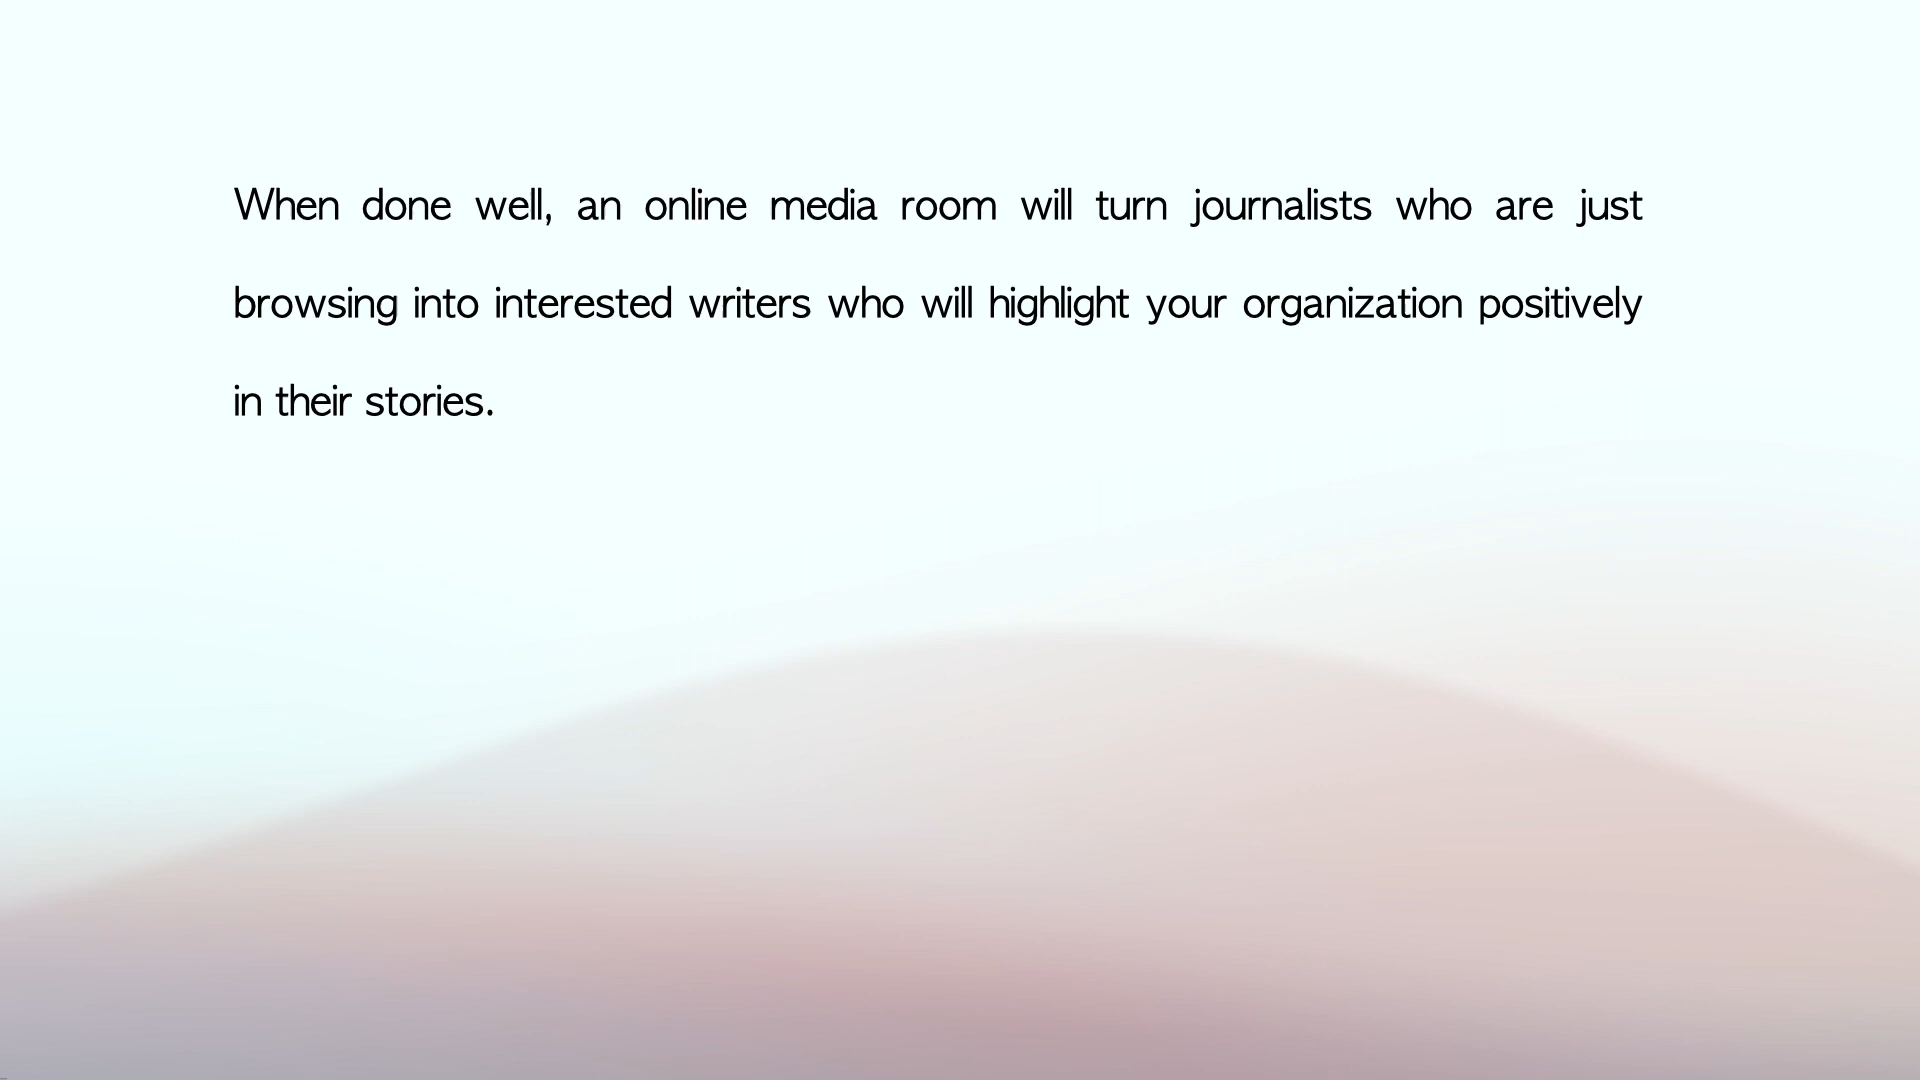 When done well, an online media room will turn journalists who are just
browsing into interested writers who will highlight your organization positively
in their stories.